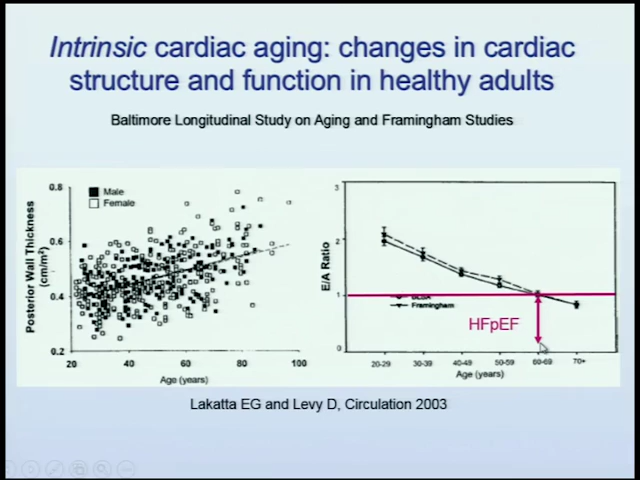 Intrinsic cardiac aging: changes in cardiac
structure and function in healthy adults
Baltimore Longitudinal Study on Aging and Framingham Studies
Posterior Wall Thickness
(cm/m²)
0.8
0.6
0.4
0.2
Male
Female
20
40
60
80
100
Age (years)
E/A Ratio
3
2
1
0
Framingham
HFpEF
20-29
30-39
40-49
50-59
60-69
70+
Age (years)
Lakatta EG and Levy D, Circulation 2003